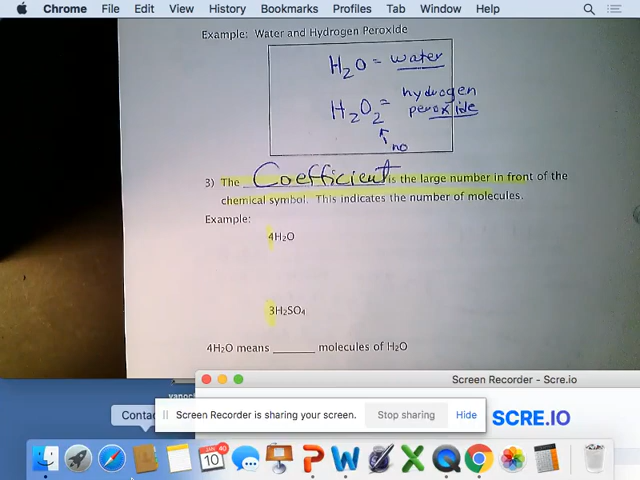 Chrome File Edit View History Bookmarks Profiles Tab Window Help
Example: Water and Hydrogen Peroxide
H₂O = water
H₂O₂ = hydrogen
peroxide
no
3) The Coefficient is the large number in front of the
chemical symbol. This indicates the number of molecules.
Example:
4H₂O
3H₂SO₄
4H₂O means ______ molecules of H₂O
Screen Recorder - Scre.io
Conta
Screen Recorder is sharing your screen. Stop sharing Hide
SCRE.IO
JAN
10